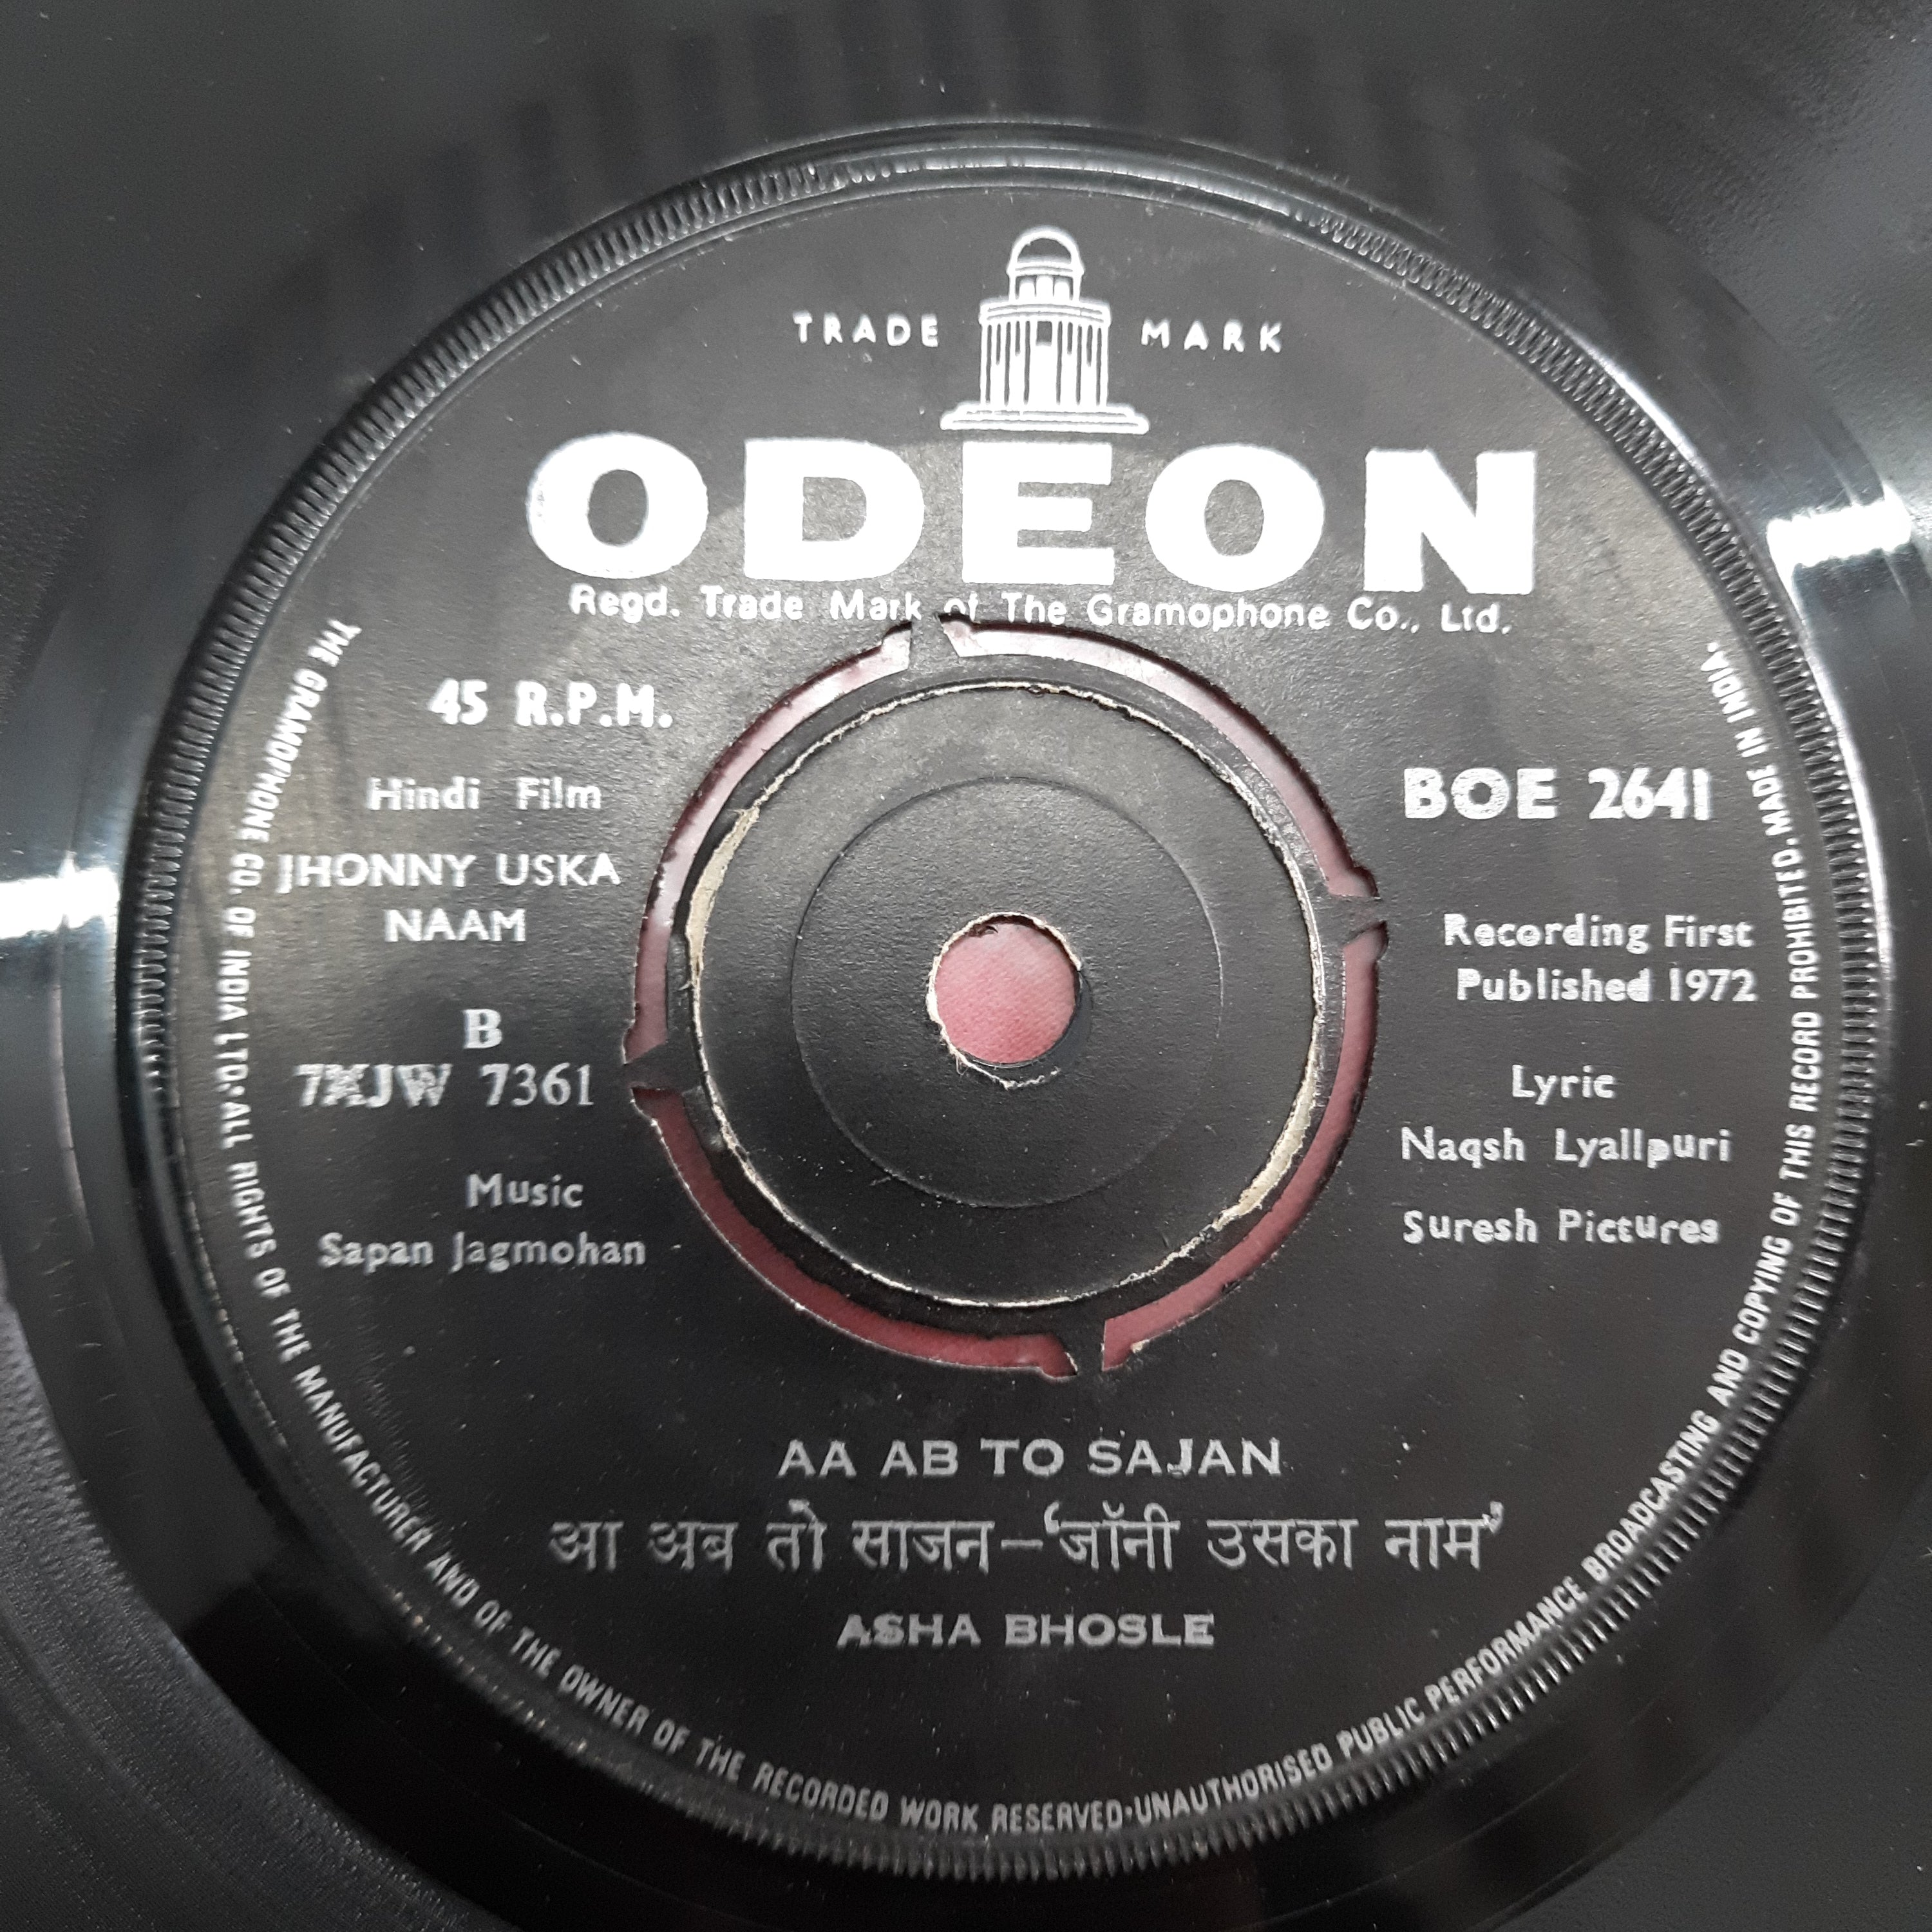 TRADE MARK
ODEON
Regd. Trade Mark of The Gramophone Co., Ltd.
45 R.P.M.
Hindi Film
JHONNY USKA
NAAM
B
7XJW 7361
Music
Sapan Jagmohan
BOE 2641
Recording First
Published 1972
Lyric
Naqsh Lyallpuri
Suresh Pictures
AA AB TO SAJAN
आ अब तो साजन–‘जॉनी उसका नाम’
ASHA BHOSLE
THE GRAMOPHONE CO. OF INDIA LTD.·ALL RIGHTS OF THE MANUFACTURER AND OF THE OWNER OF THE RECORDED WORK RESERVED·UNAUTHORISED PUBLIC PERFORMANCE BROADCASTING AND COPYING OF THIS RECORD PROHIBITED. MADE IN INDIA.